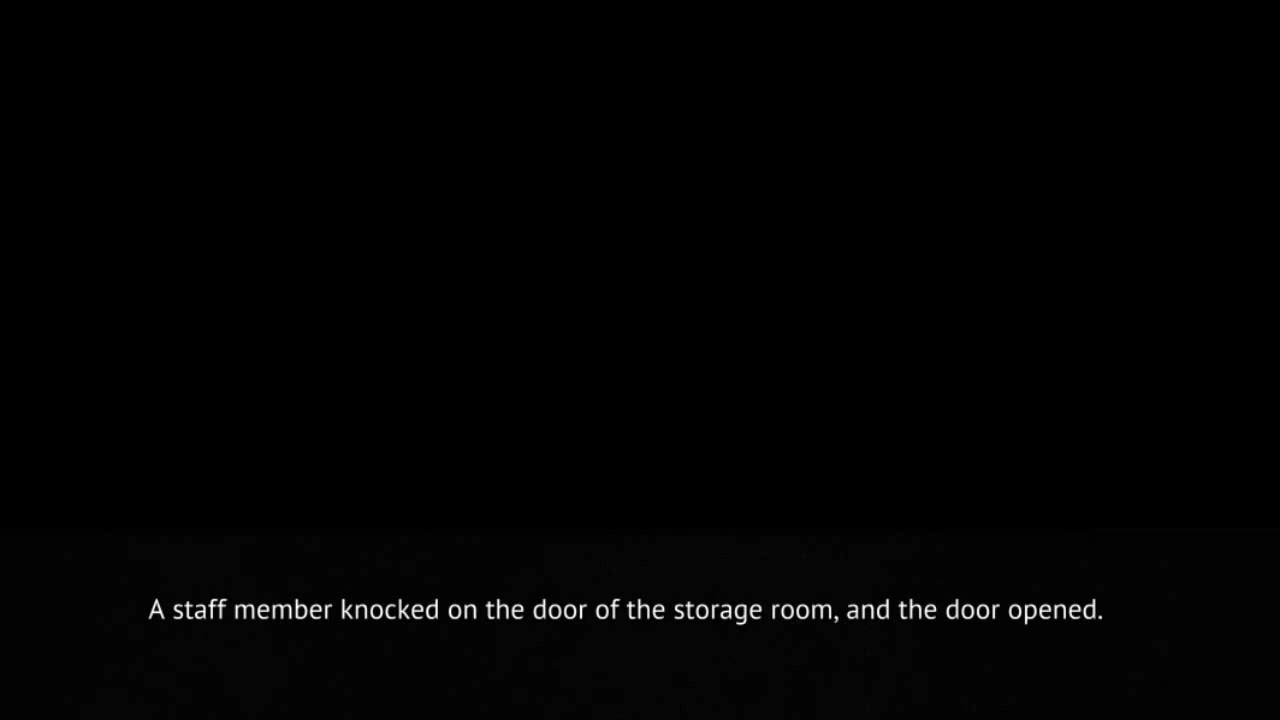 A staff member knocked on the door of the storage room, and the door opened.